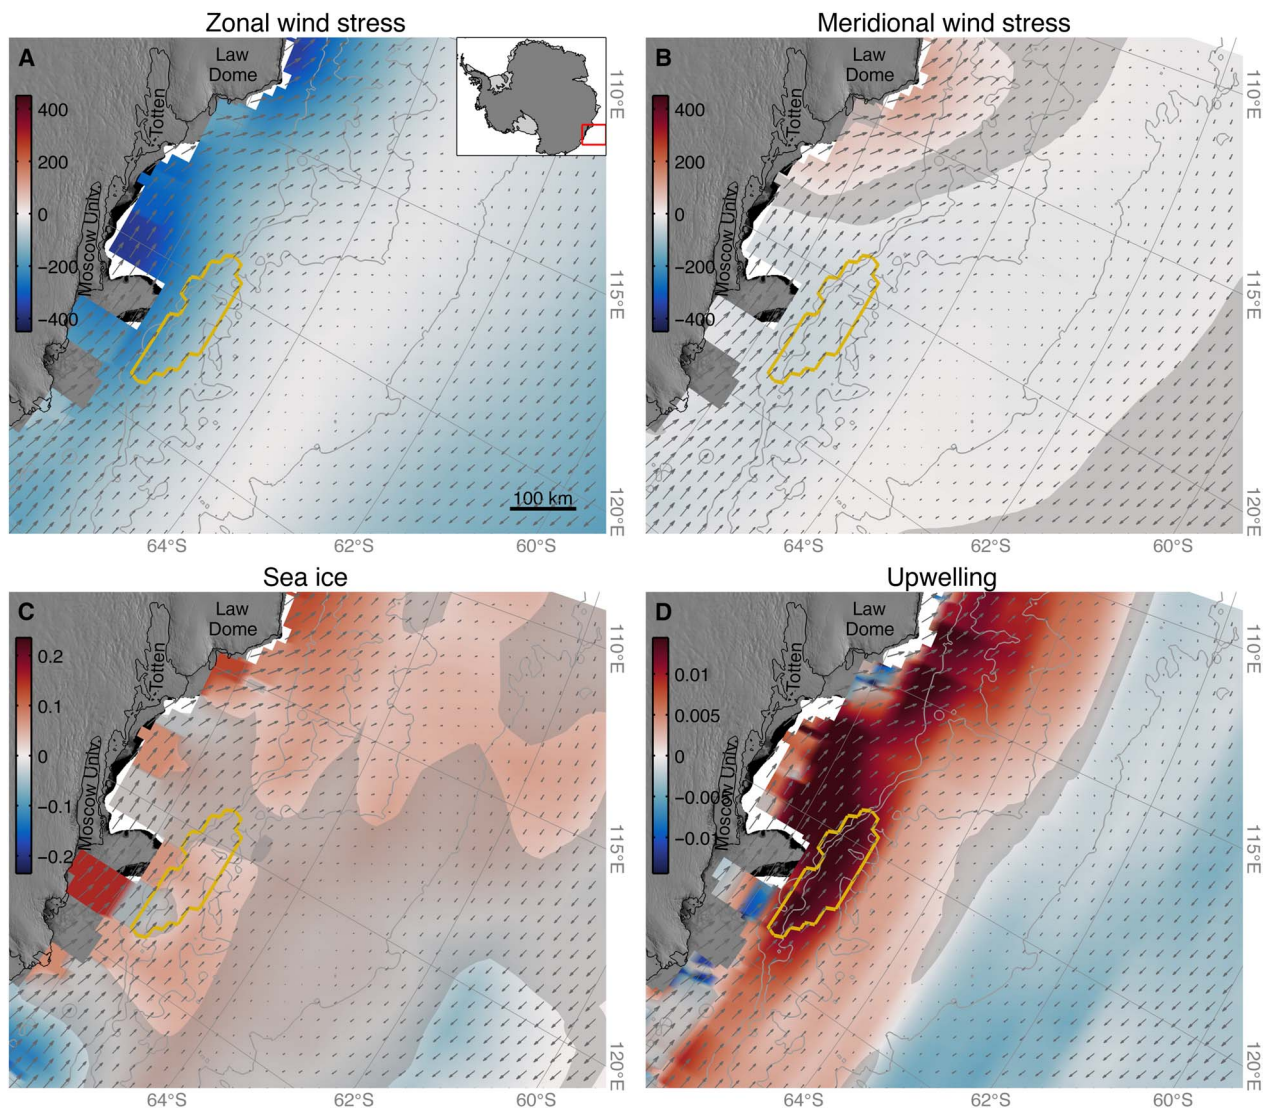 Zonal wind stress
A
Law
Dome
Totten
Moscow Univ.
400
200
0
−200
−400
100 km
110°E
115°E
120°E
64°S
62°S
60°S
Meridional wind stress
B
Law
Dome
Totten
Moscow Univ.
400
200
0
−200
−400
110°E
115°E
120°E
64°S
62°S
60°S
Sea ice
C
Law
Dome
Totten
Moscow Univ.
0.2
0.1
0
−0.1
−0.2
110°E
115°E
120°E
64°S
62°S
60°S
Upwelling
D
Law
Dome
Totten
Moscow Univ.
0.01
0.005
0
−0.005
−0.01
110°E
115°E
120°E
64°S
62°S
60°S